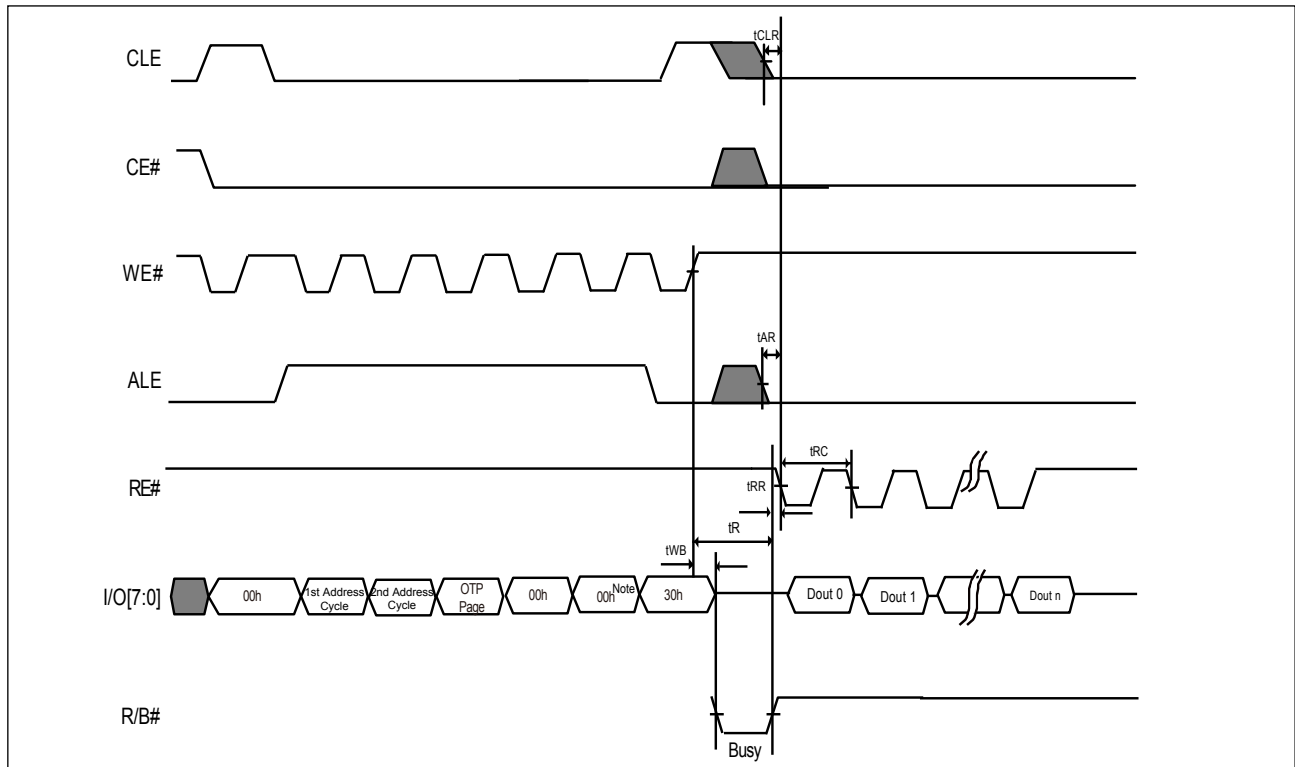 tCLR
CLE
CE#
WE#
tAR
ALE
tRC
RE#
tRR
tR
tWB
I/O[7:0]
00h
1st Address
Cycle
2nd Address
Cycle
OTP
Page
00h
00h Note
30h
Dout 0
Dout 1
Dout n
R/B#
Busy